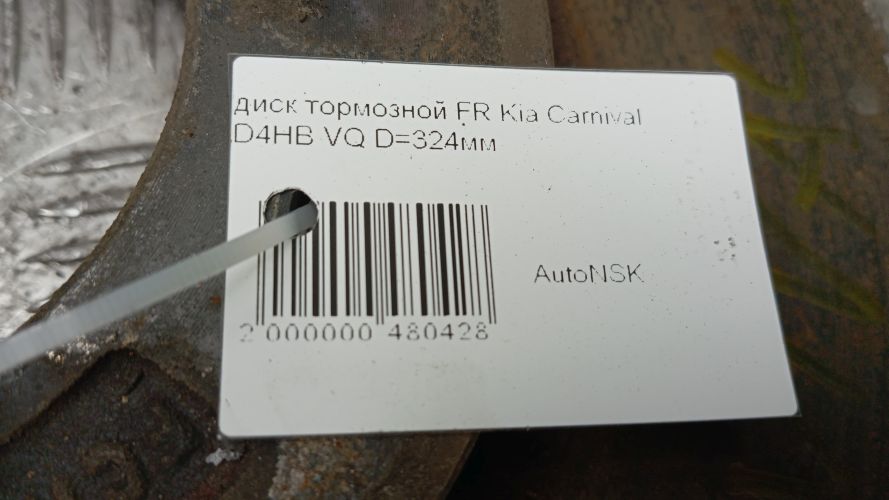 диск тормозной FR Kia Carnival
D4HB VQ D=324мм
AutoNSK
2 000000 480428